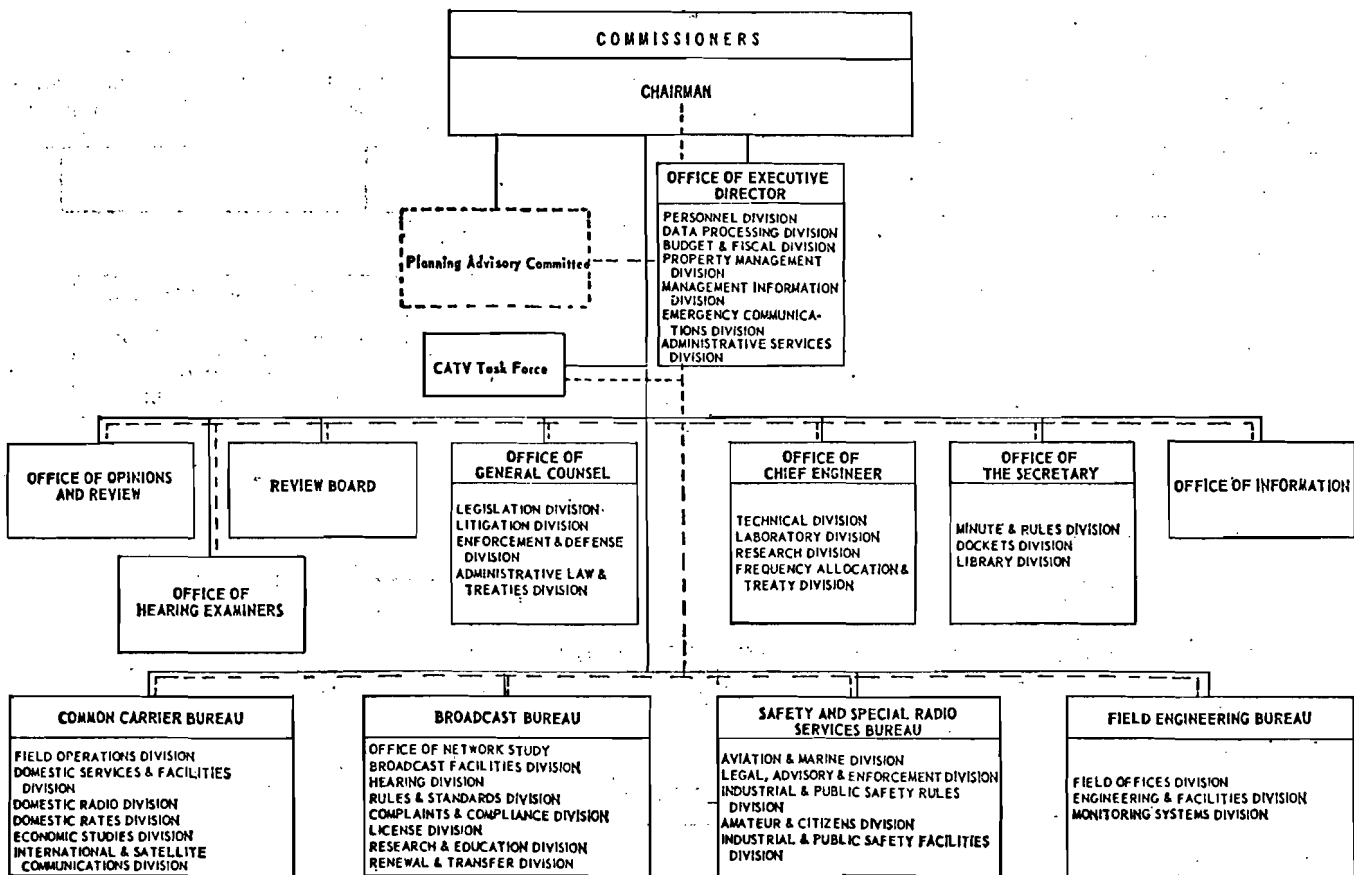 COMMISSIONERS
CHAIRMAN
OFFICE OF EXECUTIVE
DIRECTOR
PERSONNEL DIVISION
DATA PROCESSING DIVISION
BUDGET & FISCAL DIVISION
PROPERTY MANAGEMENT
DIVISION
MANAGEMENT INFORMATION
DIVISION
EMERGENCY COMMUNICA-
TIONS DIVISION
ADMINISTRATIVE SERVICES
DIVISION
Planning Advisory Committed
CATV Task Force
OFFICE OF OPINIONS
AND REVIEW
OFFICE OF
HEARING EXAMINERS
REVIEW BOARD
OFFICE OF
GENERAL COUNSEL
LEGISLATION DIVISION
LITIGATION DIVISION
ENFORCEMENT & DEFENSE
DIVISION
ADMINISTRATIVE LAW &
TREATIES DIVISION
OFFICE OF
CHIEF ENGINEER
TECHNICAL DIVISION
LABORATORY DIVISION
RESEARCH DIVISION
FREQUENCY ALLOCATION &
TREATY DIVISION
OFFICE OF
THE SECRETARY
MINUTE & RULES DIVISION
DOCKETS DIVISION
LIBRARY DIVISION
OFFICE OF INFORMATION
COMMON CARRIER BUREAU
FIELD OPERATIONS DIVISION
DOMESTIC SERVICES & FACILITIES
DIVISION
DOMESTIC RADIO DIVISION
DOMESTIC RATES DIVISION
ECONOMIC STUDIES DIVISION
INTERNATIONAL & SATELLITE
COMMUNICATIONS DIVISION
BROADCAST BUREAU
OFFICE OF NETWORK STUDY
BROADCAST FACILITIES DIVISION
HEARING DIVISION
RULES & STANDARDS DIVISION
COMPLAINTS & COMPLIANCE DIVISION
LICENSE DIVISION
RESEARCH & EDUCATION DIVISION
RENEWAL & TRANSFER DIVISION
SAFETY AND SPECIAL RADIO
SERVICES BUREAU
AVIATION & MARINE DIVISION
LEGAL, ADVISORY & ENFORCEMENT DIVISION
INDUSTRIAL & PUBLIC SAFETY RULES
DIVISION
AMATEUR & CITIZENS DIVISION
INDUSTRIAL & PUBLIC SAFETY FACILITIES
DIVISION
FIELD ENGINEERING BUREAU
FIELD OFFICES DIVISION
ENGINEERING & FACILITIES DIVISION
MONITORING SYSTEMS DIVISION